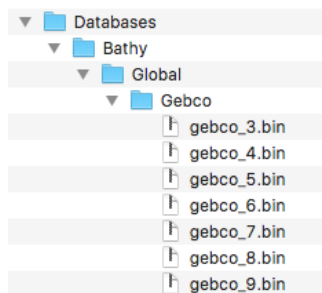 Databases
Bathy
Global
Gebco
gebco_3.bin
gebco_4.bin
gebco_5.bin
gebco_6.bin
gebco_7.bin
gebco_8.bin
gebco_9.bin